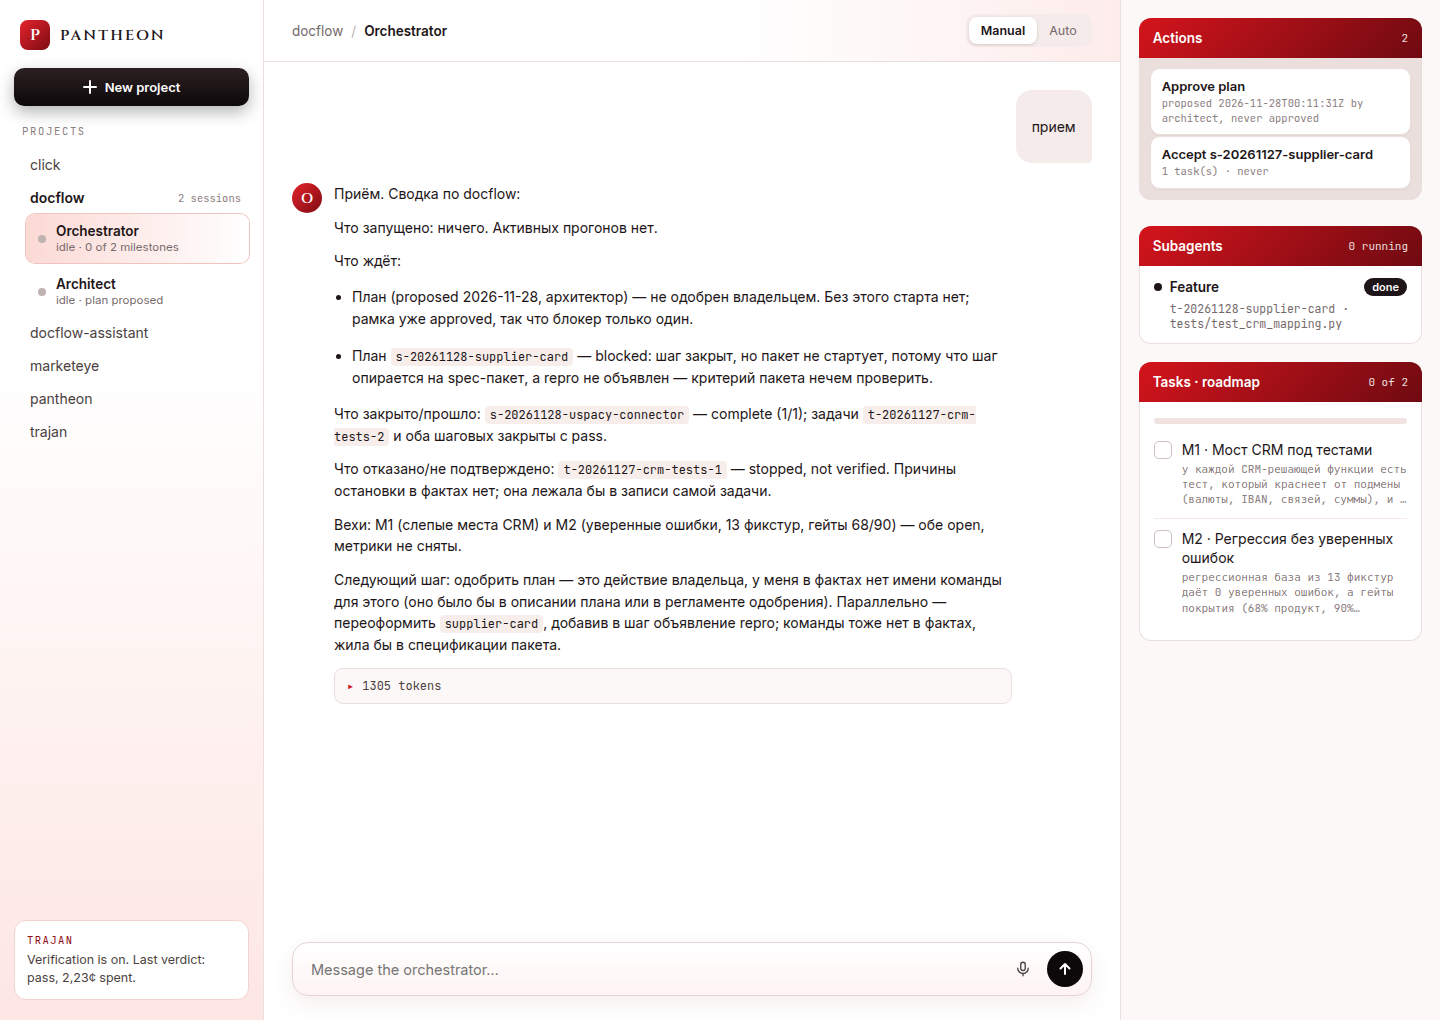 P PANTHEON
New project
PROJECTS
click
docflow 2 sessions
Orchestrator
idle · 0 of 2 milestones
Architect
idle · plan proposed
docflow-assistant
marketeye
pantheon
trajan
TRAJAN
Verification is on. Last verdict:
pass, 2,23¢ spent.
docflow / Orchestrator
Manual Auto
прием
O
Приём. Сводка по docflow:
Что запущено: ничего. Активных прогонов нет.
Что ждёт:
• План (proposed 2026-11-28, архитектор) — не одобрен владельцем. Без этого старта нет;
рамка уже approved, так что блокер только один.
• План s-20261128-supplier-card — blocked: шаг закрыт, но пакет не стартует, потому что шаг
опирается на spec-пакет, а repro не объявлен — критерий пакета нечем проверить.
Что закрыто/прошло: s-20261128-uspacy-connector — complete (1/1); задачи t-20261127-crm-
tests-2 и оба шаговых закрыты с pass.
Что отказано/не подтверждено: t-20261127-crm-tests-1 — stopped, not verified. Причины
остановки в фактах нет; она лежала бы в записи самой задачи.
Вехи: M1 (слепые места CRM) и M2 (уверенные ошибки, 13 фикстур, гейты 68/90) — обе open,
метрики не сняты.
Следующий шаг: одобрить план — это действие владельца, у меня в фактах нет имени команды
для этого (оно было бы в описании плана или в регламенте одобрения). Параллельно —
переоформить supplier-card, добавив в шаг объявление repro; команды тоже нет в фактах,
жила бы в спецификации пакета.
▸ 1305 tokens
Message the orchestrator...
Actions 2
Approve plan
proposed 2026-11-28T00:11:31Z by
architect, never approved
Accept s-20261127-supplier-card
1 task(s) · never
Subagents 0 running
Feature done
t-20261128-supplier-card ·
tests/test_crm_mapping.py
Tasks · roadmap 0 of 2
M1 · Мост CRM под тестами
у каждой CRM-решающей функции есть
тест, который краснеет от подмены
(валюты, IBAN, связей, суммы), и …
M2 · Регрессия без уверенных
ошибок
регрессионная база из 13 фикстур
даёт 0 уверенных ошибок, а гейты
покрытия (68% продукт, 90%…